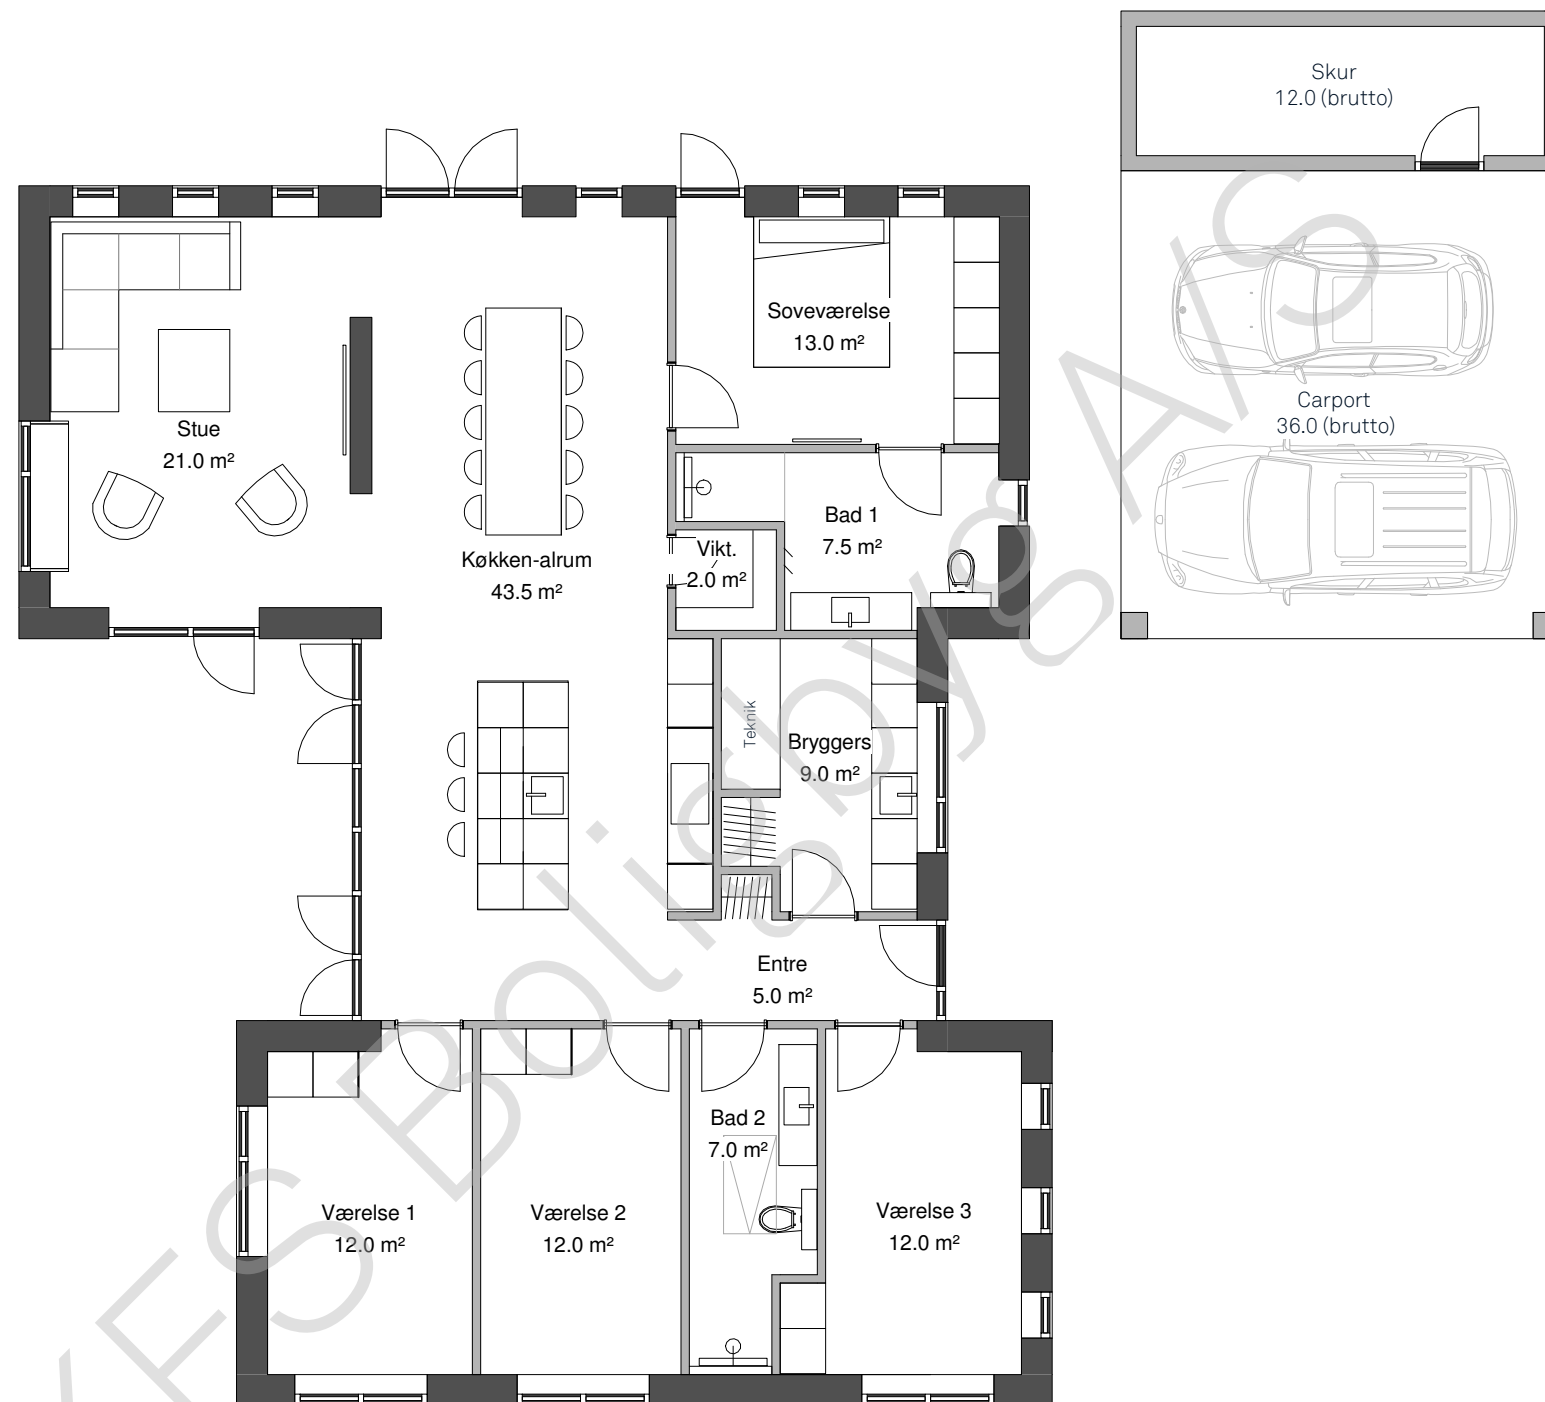 Skur
12.0 (brutto)
Soveværelse
13.0 m²
Carport
36.0 (brutto)
Stue
21.0 m²
Bad 1
7.5 m²
Vikt.
2.0 m²
Køkken-alrum
43.5 m²
Teknik
Bryggers
9.0 m²
Entre
5.0 m²
Bad 2
7.0 m²
Værelse 1
12.0 m²
Værelse 2
12.0 m²
Værelse 3
12.0 m²
Boligbyg A/S